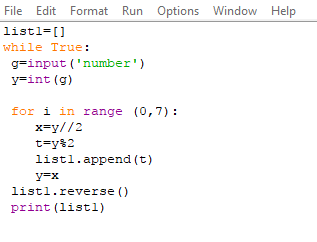 File Edit Format Run Options Window Help
list1=[]
while True:
 g=input('number')
 y=int(g)

 for i in range (0,7):
    x=y//2
    t=y%2
    list1.append(t)
    y=x
 list1.reverse()
 print(list1)